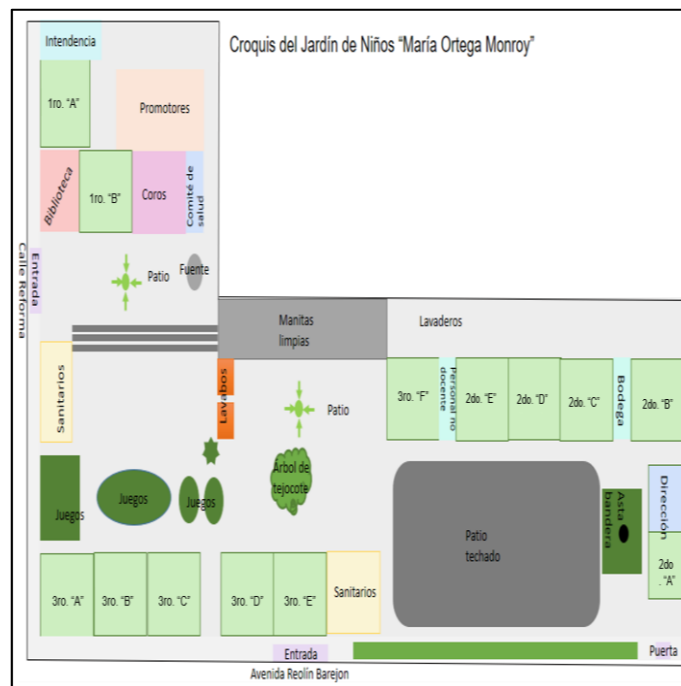 Croquis del Jardín de Niños “María Ortega Monroy”
Intendencia
1ro. “A”
Promotores
Biblioteca
1ro. “B”
Coros
Comité de
salud
Calle Reforma
Entrada
Patio
Fuente
Manitas
limpias
Lavaderos
Sanitarios
Lavabos
Patio
3ro. “F”
Personal no
docente
2do. “E”
2do. “D”
2do. “C”
Bodega
2do. “B”
Juegos
Juegos
Juegos
Árbol de
tejocote
Patio
techado
Asta
bandera
Dirección
2do
. “A”
3ro. “A”
3ro. “B”
3ro. “C”
3ro. “D”
3ro. “E”
Sanitarios
Entrada
Puerta
Avenida Reolín Barejon